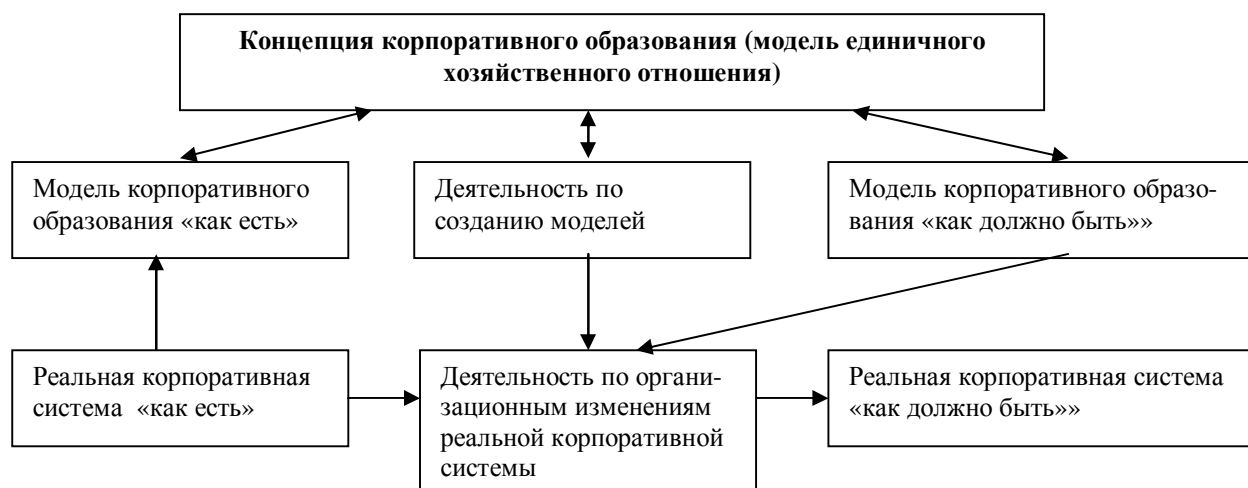 Концепция корпоративного образования (модель единичного
хозяйственного отношения)
Модель корпоративного
образования «как есть»
Деятельность по
созданию моделей
Модель корпоративного образо-
вания «как должно быть»»
Реальная корпоративная
система «как есть»
Деятельность по органи-
зационным изменениям
реальной корпоративной
системы
Реальная корпоративная система
«как должно быть»»